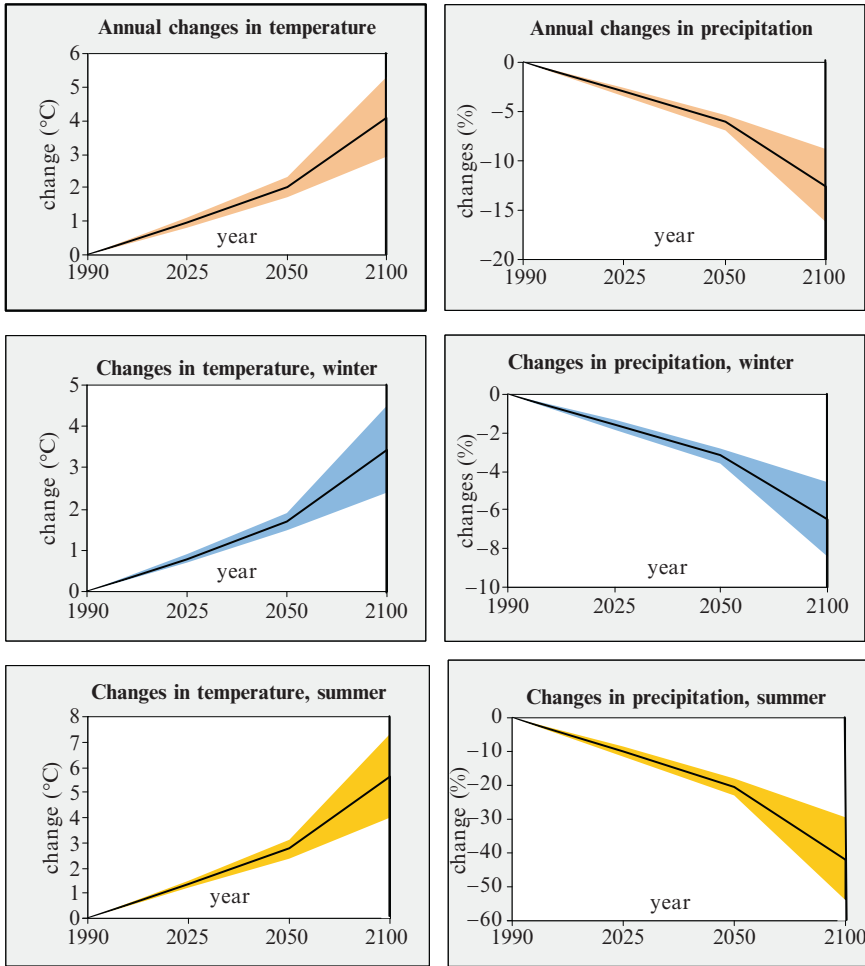 Annual changes in temperature
6
5
4
3
2
1
0
change (°C)
year
1990 2025 2050 2100
Annual changes in precipitation
0
−5
−10
−15
−20
changes (%)
year
1990 2025 2050 2100
Changes in temperature, winter
5
4
3
2
1
0
change (°C)
year
1990 2025 2050 2100
Changes in precipitation, winter
0
−2
−4
−6
−8
−10
changes (%)
year
1990 2025 2050 2100
Changes in temperature, summer
8
7
6
5
4
3
2
1
0
change (°C)
year
1990 2025 2050 2100
Changes in precipitation, summer
0
−10
−20
−30
−40
−50
−60
change (%)
year
1990 2025 2050 2100